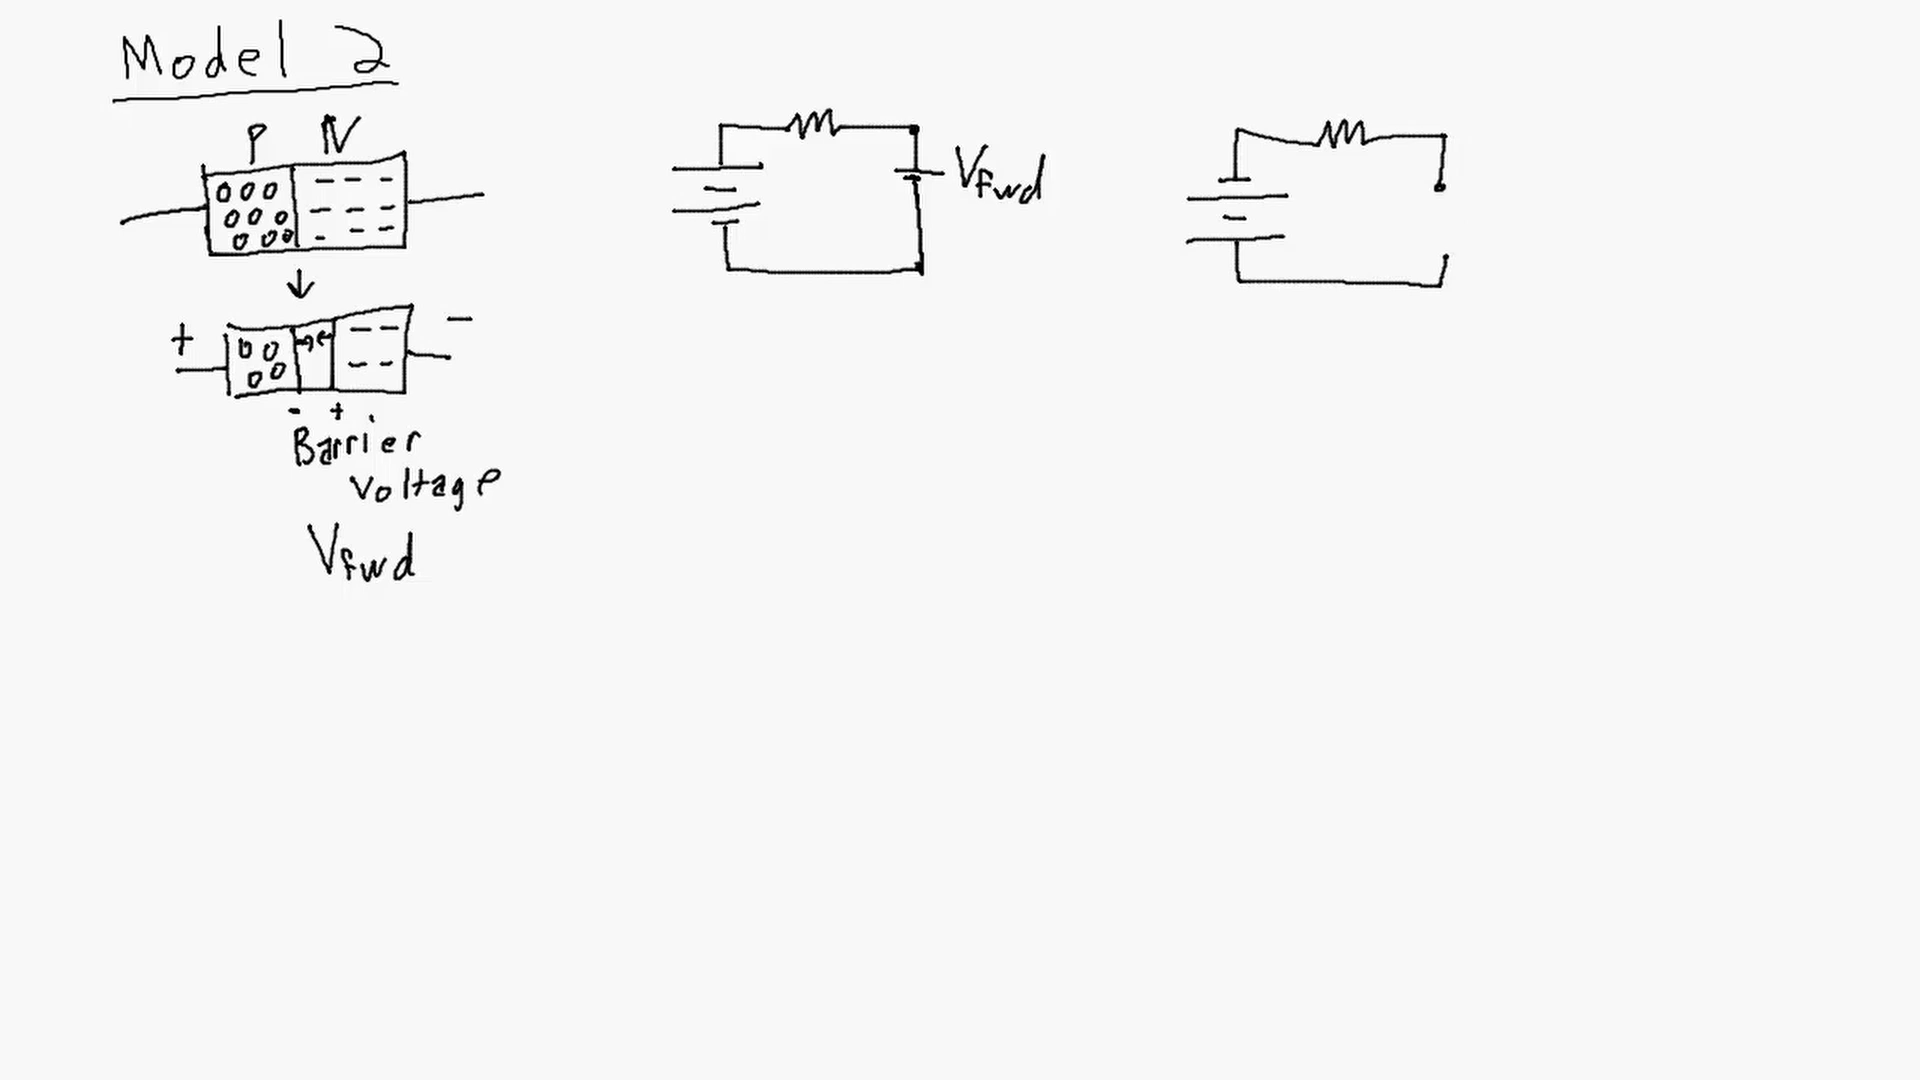 Model 2
P N
+ -
- +
Barrier
voltage
Vfwd
Vfwd